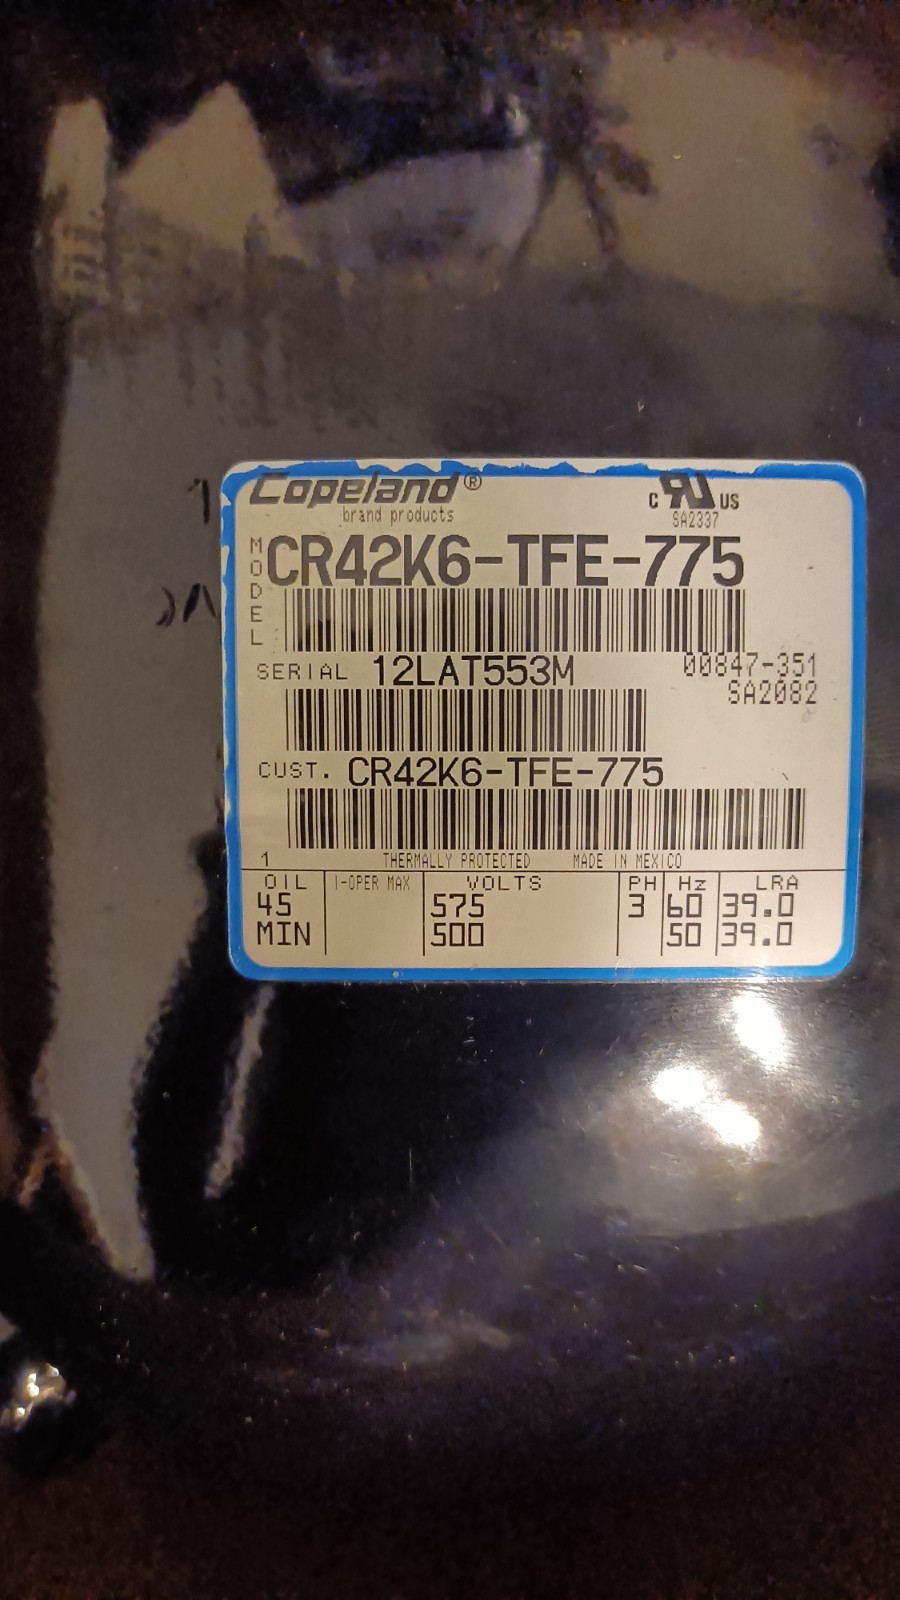 Copeland®
brand products
C RU US
SA2337
MODEL CR42K6-TFE-775
SERIAL 12LAT553M
00847-351
SA2082
CUST. CR42K6-TFE-775
1 THERMALLY PROTECTED MADE IN MEXICO
OIL I-OPER MAX VOLTS PH Hz LRA
45 575 3 60 39.0
MIN 500 50 39.0